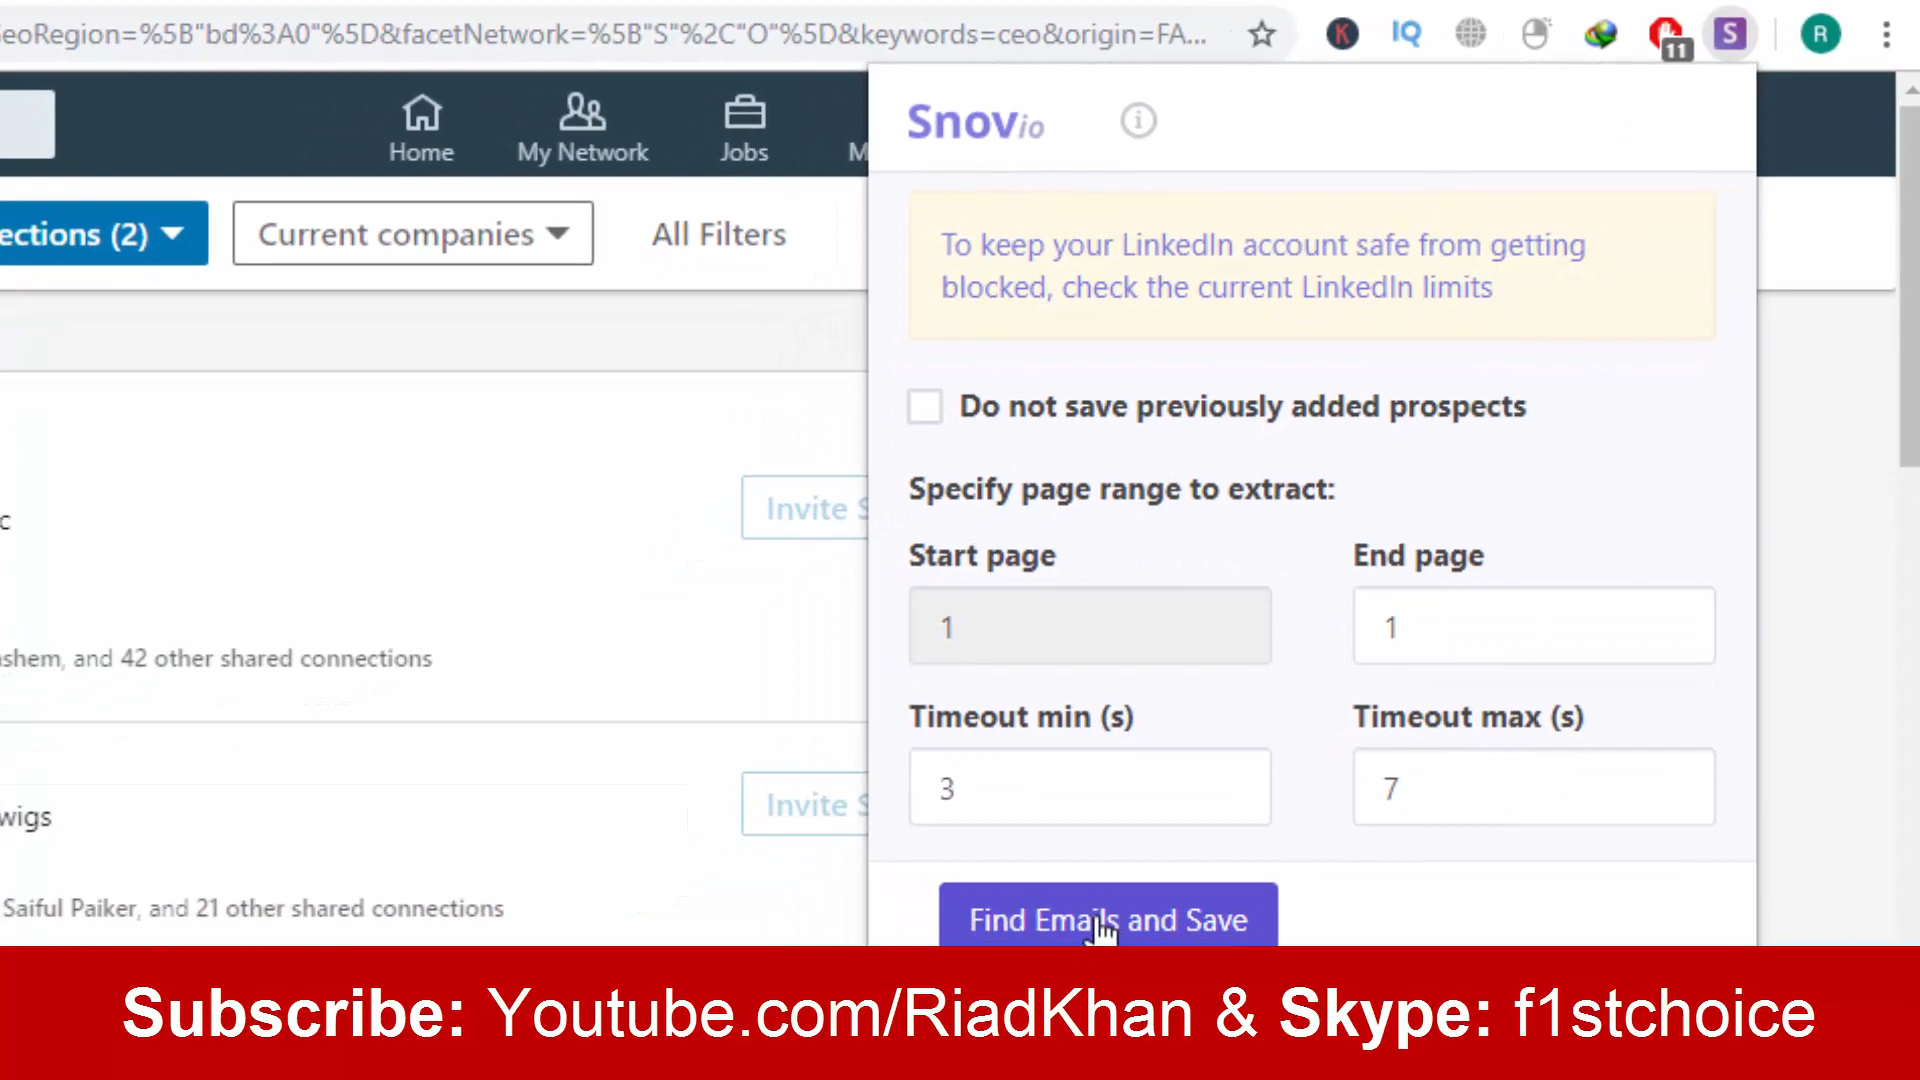 eoRegion=%5B"bd%3A0"%5D&facetNetwork=%5B"S"%2C"O"%5D&keywords=ceo&origin=FA...
K
IQ
11
S
R
Home
My Network
Jobs
M
Snovio
i
ections (2)
Current companies
All Filters
To keep your LinkedIn account safe from getting
blocked, check the current LinkedIn limits
Do not save previously added prospects
Specify page range to extract:
c
Invite S
Start page
End page
1
1
shem, and 42 other shared connections
Timeout min (s)
Timeout max (s)
3
7
wigs
Invite S
Saiful Paiker, and 21 other shared connections
Find Emails and Save
Subscribe: Youtube.com/RiadKhan & Skype: f1stchoice